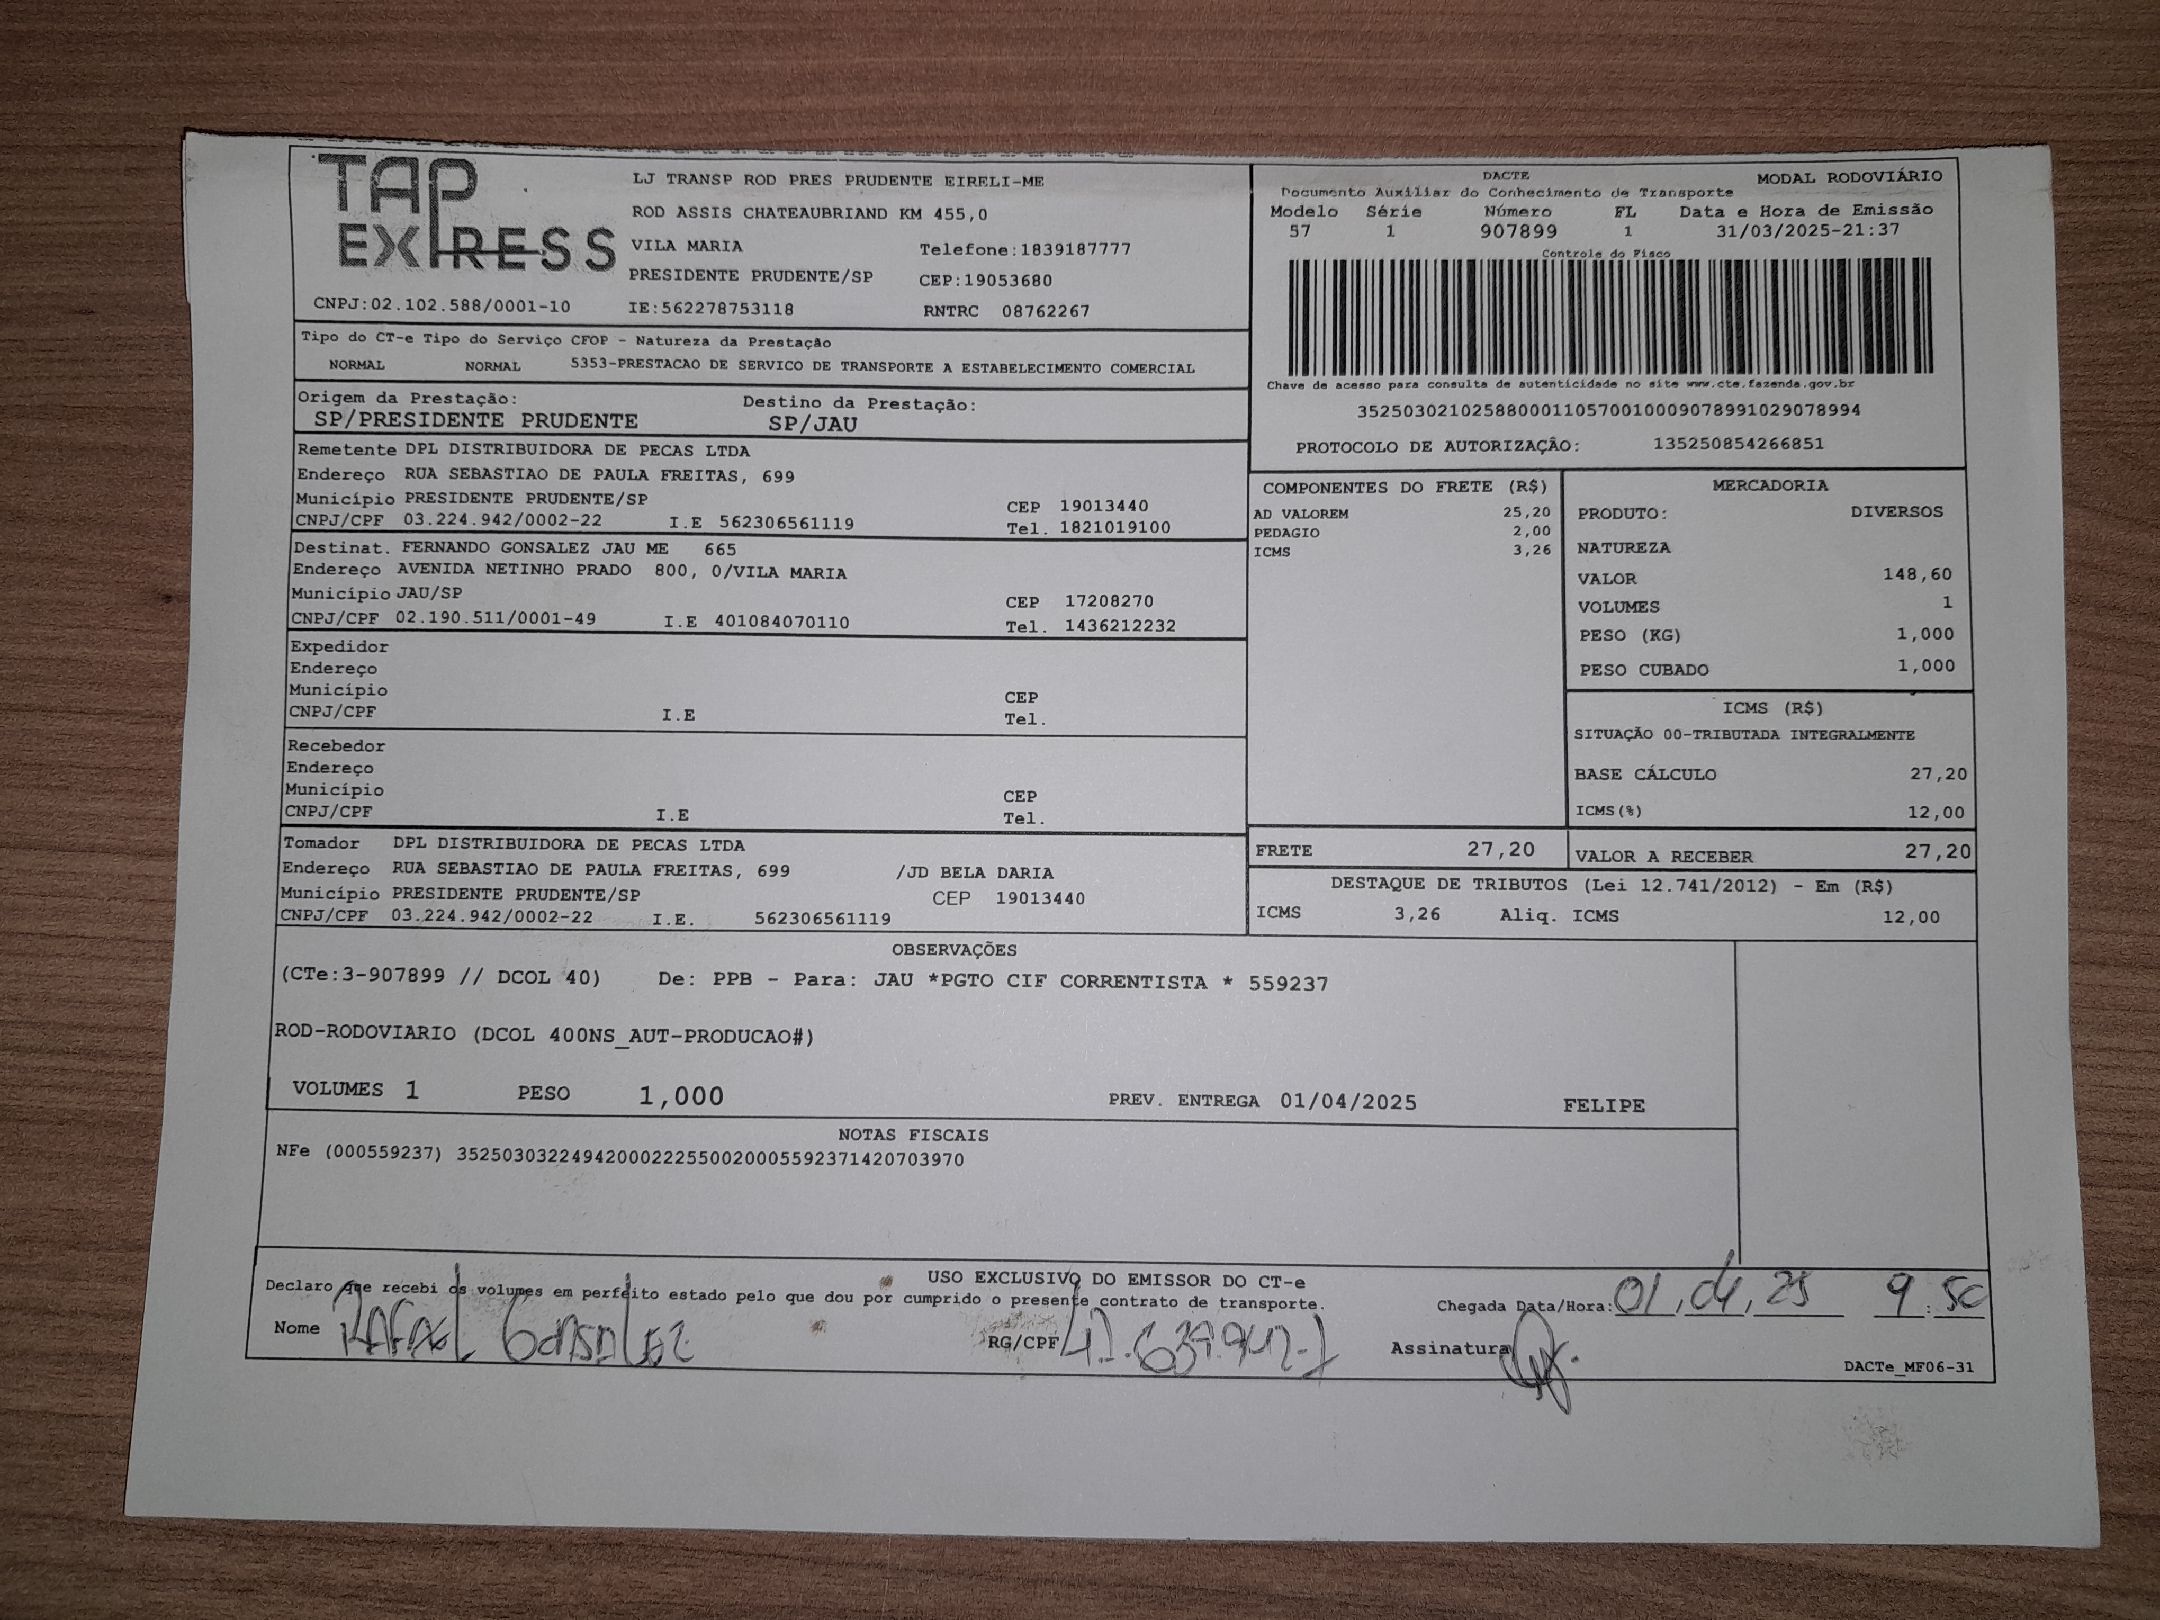 TAP
EXPRESS
LJ TRANSP ROD PRES PRUDENTE EIRELI-ME
ROD ASSIS CHATEAUBRIAND KM 455,0
VILA MARIA Telefone:1839187777
PRESIDENTE PRUDENTE/SP CEP:19053680
CNPJ:02.102.588/0001-10 IE:562278753118 RNTRC 08762267
DACTE MODAL RODOVIÁRIO
Documento Auxiliar do Conhecimento de Transporte
Modelo Série Número FL Data e Hora de Emissão
57 1 907899 1 31/03/2025-21:37
Controle do Fisco
Chave de acesso para consulta de autenticidade no site www.cte.fazenda.gov.br
35250302102588000110570010009078991029078994
PROTOCOLO DE AUTORIZAÇÃO: 135250854266851
Tipo do CT-e Tipo do Serviço CFOP - Natureza da Prestação
NORMAL NORMAL 5353-PRESTACAO DE SERVICO DE TRANSPORTE A ESTABELECIMENTO COMERCIAL
Origem da Prestação: Destino da Prestação:
SP/PRESIDENTE PRUDENTE SP/JAU
Remetente DPL DISTRIBUIDORA DE PECAS LTDA
Endereço RUA SEBASTIAO DE PAULA FREITAS, 699
Município PRESIDENTE PRUDENTE/SP CEP 19013440
CNPJ/CPF 03.224.942/0002-22 I.E 562306561119 Tel. 1821019100
Destinat. FERNANDO GONSALEZ JAU ME 665
Endereço AVENIDA NETINHO PRADO 800, 0/VILA MARIA
Município JAU/SP CEP 17208270
CNPJ/CPF 02.190.511/0001-49 I.E 401084070110 Tel. 1436212232
Expedidor
Endereço
Município CEP
CNPJ/CPF I.E Tel.
Recebedor
Endereço
Município CEP
CNPJ/CPF I.E Tel.
Tomador DPL DISTRIBUIDORA DE PECAS LTDA
Endereço RUA SEBASTIAO DE PAULA FREITAS, 699 /JD BELA DARIA
Município PRESIDENTE PRUDENTE/SP CEP 19013440
CNPJ/CPF 03.224.942/0002-22 I.E. 562306561119
COMPONENTES DO FRETE (R$)
AD VALOREM 25,20
PEDAGIO 2,00
ICMS 3,26
MERCADORIA
PRODUTO: DIVERSOS
NATUREZA
VALOR 148,60
VOLUMES 1
PESO (KG) 1,000
PESO CUBADO 1,000
ICMS (R$)
SITUAÇÃO 00-TRIBUTADA INTEGRALMENTE
BASE CÁLCULO 27,20
ICMS(%) 12,00
FRETE 27,20 VALOR A RECEBER 27,20
DESTAQUE DE TRIBUTOS (Lei 12.741/2012) - Em (R$)
ICMS 3,26 Aliq. ICMS 12,00
OBSERVAÇÕES
(CTe:3-907899 // DCOL 40) De: PPB - Para: JAU *PGTO CIF CORRENTISTA * 559237
ROD-RODOVIARIO (DCOL 400NS_AUT-PRODUCAO#)
VOLUMES 1 PESO 1,000 PREV. ENTREGA 01/04/2025 FELIPE
NOTAS FISCAIS
NFe (000559237) 35250303224942000222550020005592371420703970
USO EXCLUSIVO DO EMISSOR DO CT-e
Declaro que recebi os volumes em perfeito estado pelo que dou por cumprido o presente contrato de transporte.
Chegada Data/Hora: 01,04,25 9:50
Nome RAFAEL GONSALEZ RG/CPF Assinatura
DACTe_MF06-31